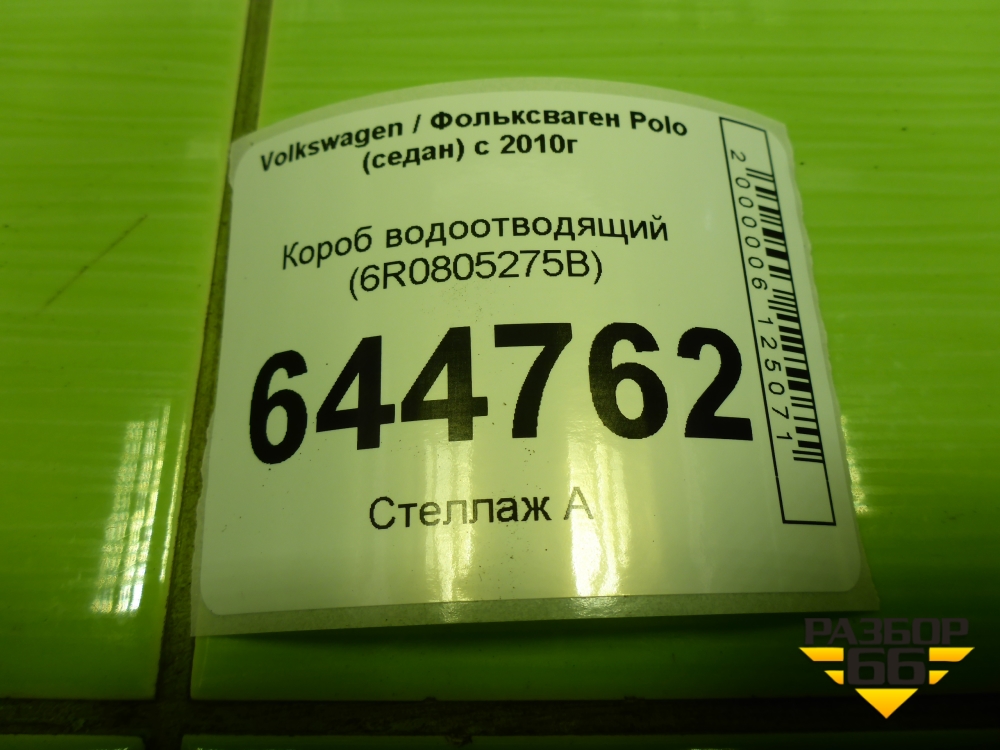 Volkswagen / Фольксваген Polo
(седан) с 2010г
Короб водоотводящий
(6R0805275B)
644762
Стеллаж А
2000006125071
РАЗБОР
66